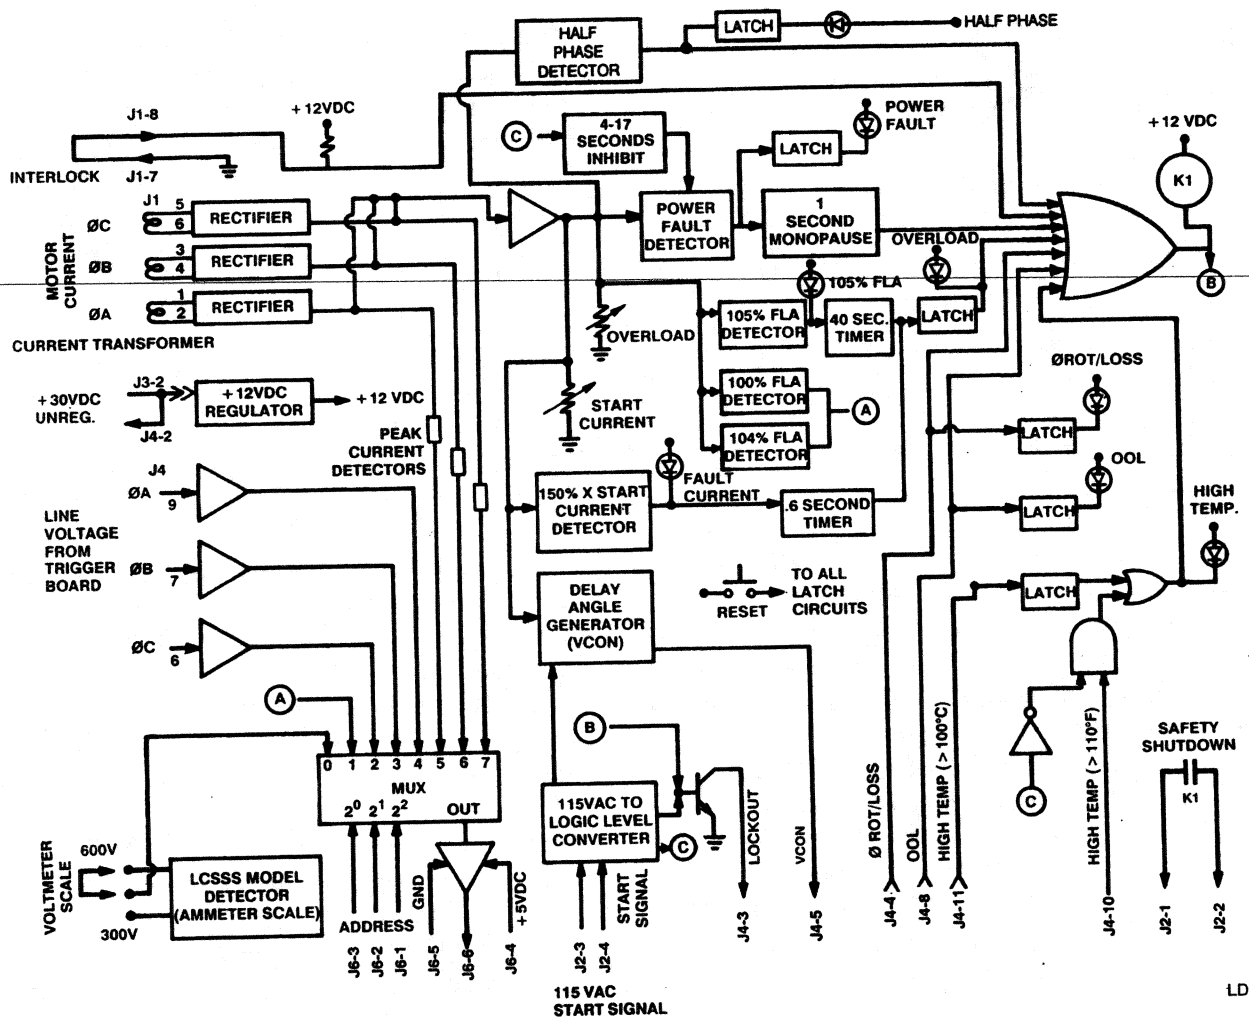 HALF
PHASE
DETECTOR
LATCH
HALF PHASE
J1-8
+ 12VDC
J1-7
INTERLOCK
C
4-17
SECONDS
INHIBIT
POWER
FAULT
LATCH
+ 12 VDC
K1
J1
5
6
ØC
RECTIFIER
3
4
ØB
RECTIFIER
1
2
ØA
RECTIFIER
MOTOR
CURRENT
CURRENT TRANSFORMER
POWER
FAULT
DETECTOR
1
SECOND
MONOPAUSE
OVERLOAD
B
105% FLA
105% FLA
DETECTOR
40 SEC.
TIMER
LATCH
OVERLOAD
100% FLA
DETECTOR
104% FLA
DETECTOR
A
START
CURRENT
J3-2
+ 30VDC
UNREG.
J4-2
+ 12VDC
REGULATOR
+ 12 VDC
PEAK
CURRENT
DETECTORS
ØROT/LOSS
LATCH
OOL
LATCH
HIGH
TEMP.
J4
ØA
9
LINE
VOLTAGE
FROM
TRIGGER
BOARD
ØB
7
ØC
6
150% X START
CURRENT
DETECTOR
FAULT
CURRENT
.6 SECOND
TIMER
DELAY
ANGLE
GENERATOR
(VCON)
RESET
TO ALL
LATCH
CIRCUITS
LATCH
A
B
0 1 2 3 4 5 6 7
MUX
2⁰ 2¹ 2² OUT
115VAC TO
LOGIC LEVEL
CONVERTER
C
LOCKOUT
VCON
Ø ROT/LOSS
OOL
HIGH TEMP (> 100°C)
HIGH TEMP (> 110°F)
C
SAFETY
SHUTDOWN
K1
VOLTMETER
SCALE
600V
300V
LCSSS MODEL
DETECTOR
(AMMETER SCALE)
ADDRESS
GND
+ 5VDC
START
SIGNAL
J6-3
J6-2
J6-1
J6-5
J6-6
J6-4
J2-3
J2-4
J4-3
J4-5
J4-4
J4-8
J4-11
J4-10
J2-1
J2-2
115 VAC
START SIGNAL
LD